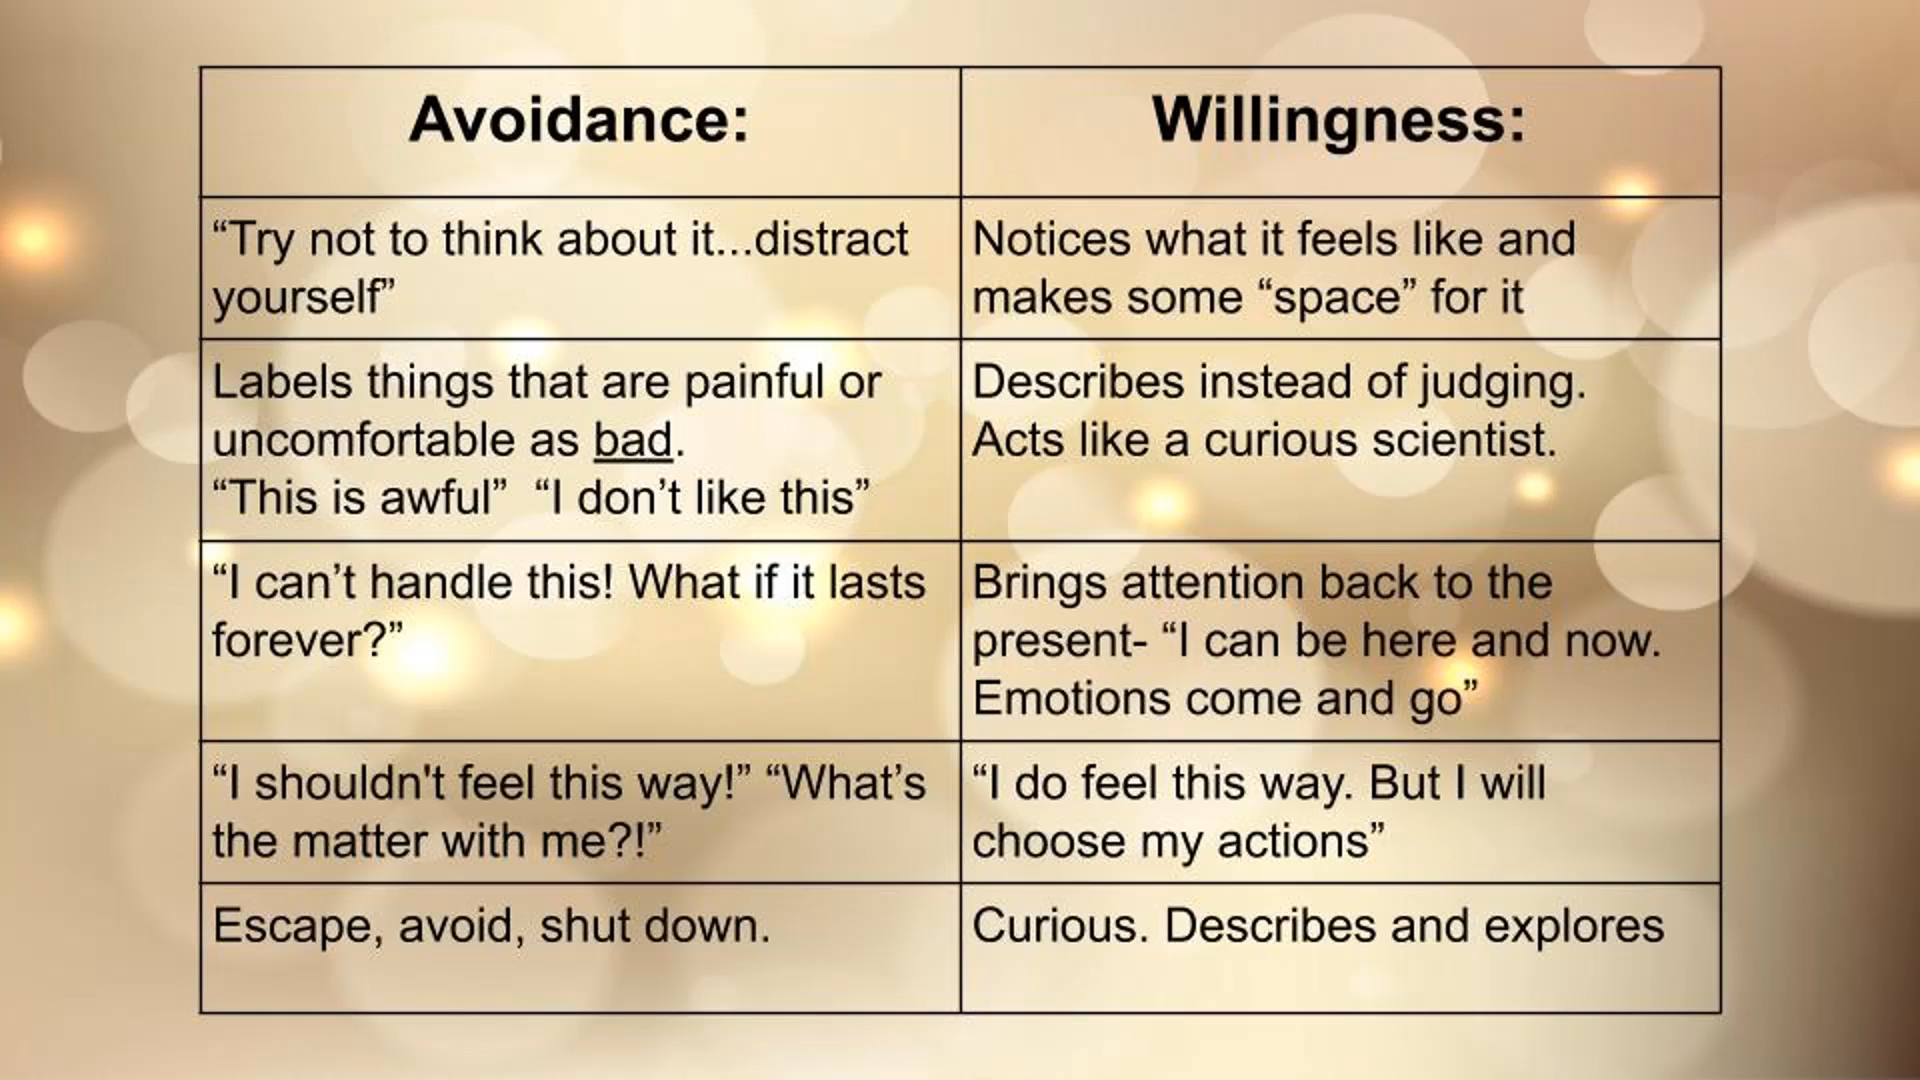 Avoidance:
Willingness:
“Try not to think about it...distract
yourself”
Notices what it feels like and
makes some “space” for it
Labels things that are painful or
uncomfortable as bad.
“This is awful”  “I don’t like this”
Describes instead of judging.
Acts like a curious scientist.
“I can’t handle this! What if it lasts
forever?”
Brings attention back to the
present- “I can be here and now.
Emotions come and go”
“I shouldn't feel this way!” “What’s
the matter with me?!”
“I do feel this way. But I will
choose my actions”
Escape, avoid, shut down.
Curious. Describes and explores